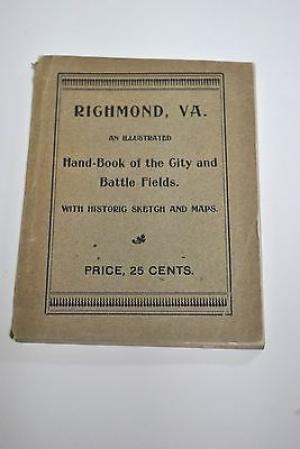 RICHMOND, VA.
AN ILLUSTRATED
Hand-Book of the City and
Battle Fields.
WITH HISTORIC SKETCH AND MAPS.
PRICE, 25 CENTS.